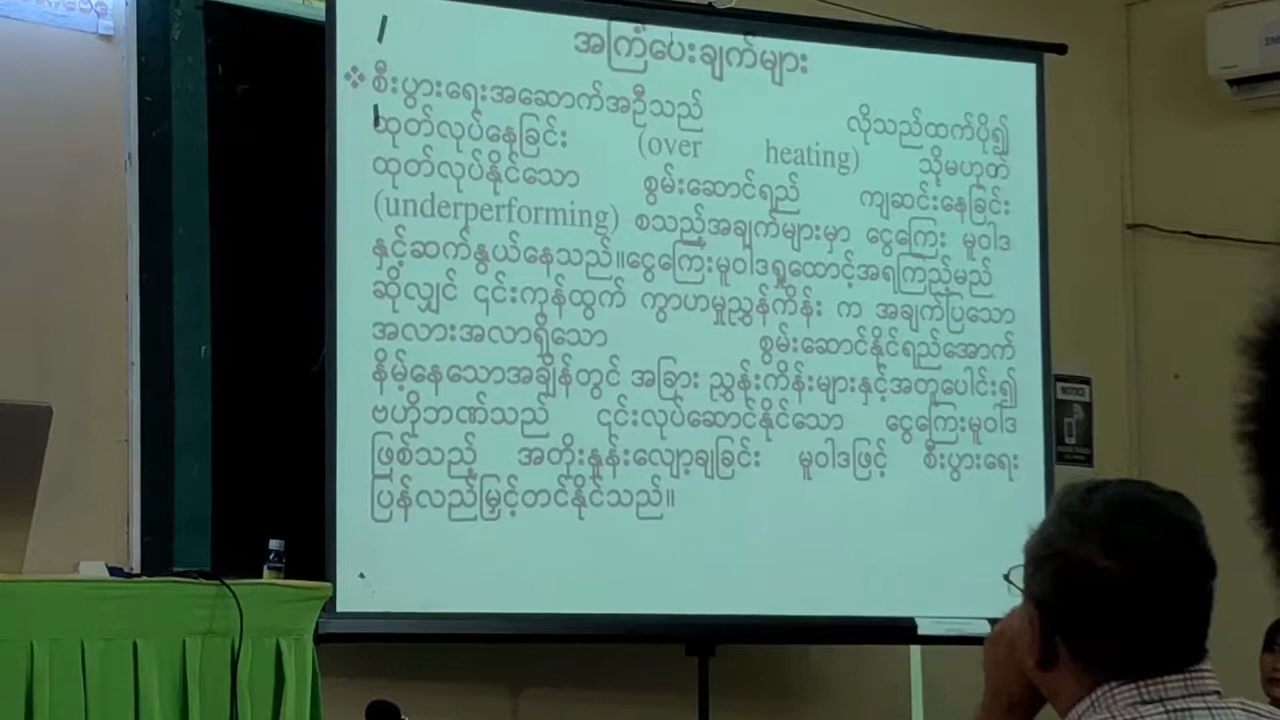 အကြံပေးချက်များ
❖ စီးပွားရေးအဆောက်အဦသည် လိုသည်ထက်ပို၍
ထုတ်လုပ်နေခြင်း (over heating) သို့မဟုတ်
ထုတ်လုပ်နိုင်သော စွမ်းဆောင်ရည် ကျဆင်းနေခြင်း
(underperforming) စသည့်အချက်များမှာ ငွေကြေး မူဝါဒ
နှင့်ဆက်နွယ်နေသည်။ငွေကြေးမူဝါဒရှုထောင့်အရကြည့်မည်
ဆိုလျှင် ၎င်းကုန်ထွက် ကွာဟမှုညွှန်ကိန်း က အချက်ပြသော
အလားအလာရှိသော စွမ်းဆောင်နိုင်ရည်အောက်
နိမ့်နေသောအချိန်တွင် အခြား ညွှန်းကိန်းများနှင့်အတူပေါင်း၍
ဗဟိုဘဏ်သည် ၎င်းလုပ်ဆောင်နိုင်သော ငွေကြေးမူဝါဒ
ဖြစ်သည့် အတိုးနှုန်းလျော့ချခြင်း မူဝါဒဖြင့် စီးပွားရေး
ပြန်လည်မြှင့်တင်နိုင်သည်။
NOTICE